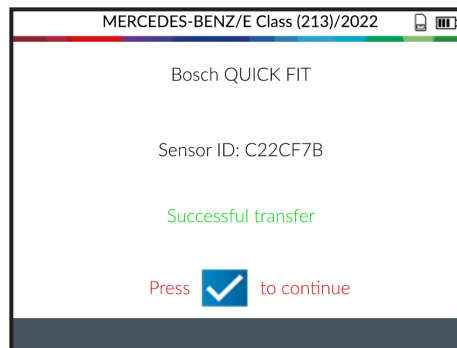 MERCEDES-BENZ/E Class (213)/2022
Bosch QUICK FIT
Sensor ID: C22CF7B
Successful transfer
Press to continue